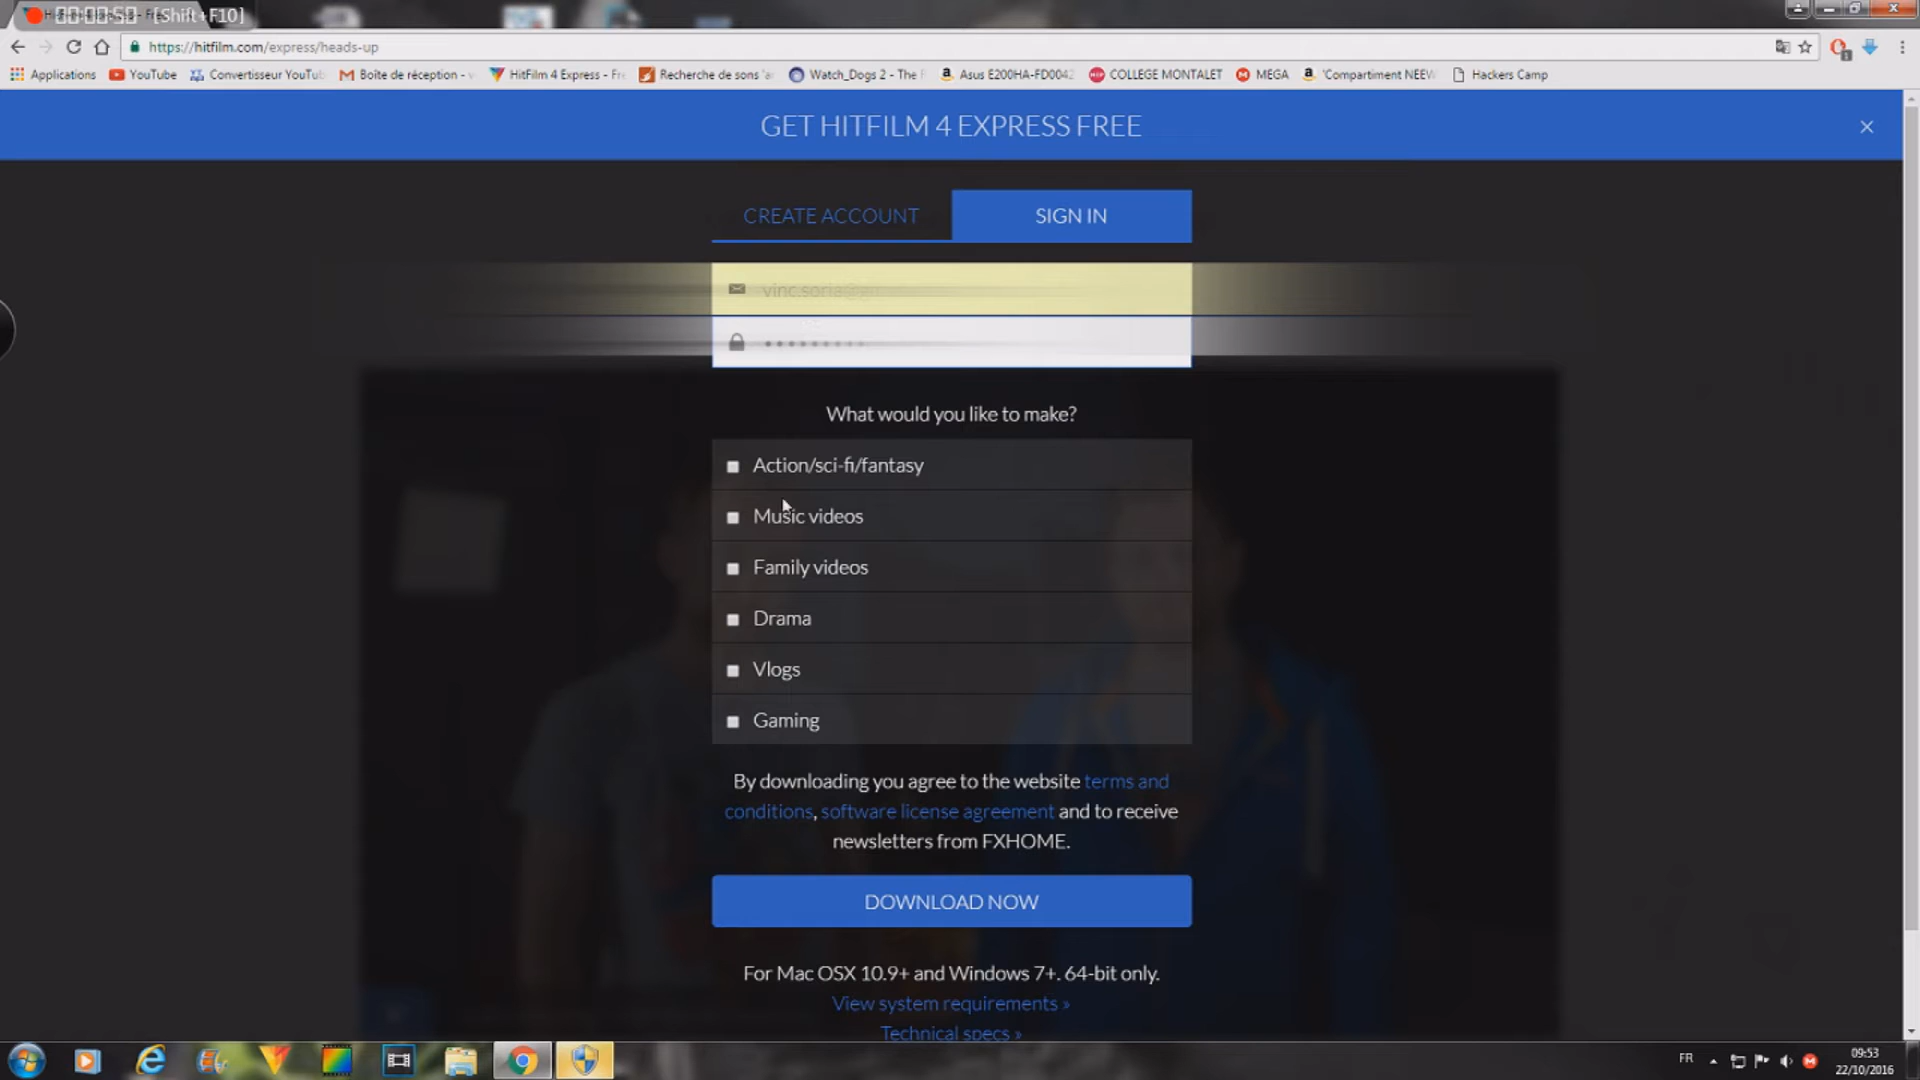 00:00:50 [Shift+F10]
https://hitfilm.com/express/heads-up
Applications YouTube Convertisseur YouTu Boîte de réception - v HitFilm 4 Express - Fre Recherche de sons 'a Watch_Dogs 2 - The F Asus E200HA-FD0042 COLLEGE MONTALET MEGA 'Compartiment NEEW Hackers Camp
GET HITFILM 4 EXPRESS FREE
CREATE ACCOUNT SIGN IN
What would you like to make?
Action/sci-fi/fantasy
Music videos
Family videos
Drama
Vlogs
Gaming
By downloading you agree to the website terms and
conditions, software license agreement and to receive
newsletters from FXHOME.
DOWNLOAD NOW
For Mac OSX 10.9+ and Windows 7+. 64-bit only.
View system requirements »
Technical specs »
FR
09:53
22/10/2016